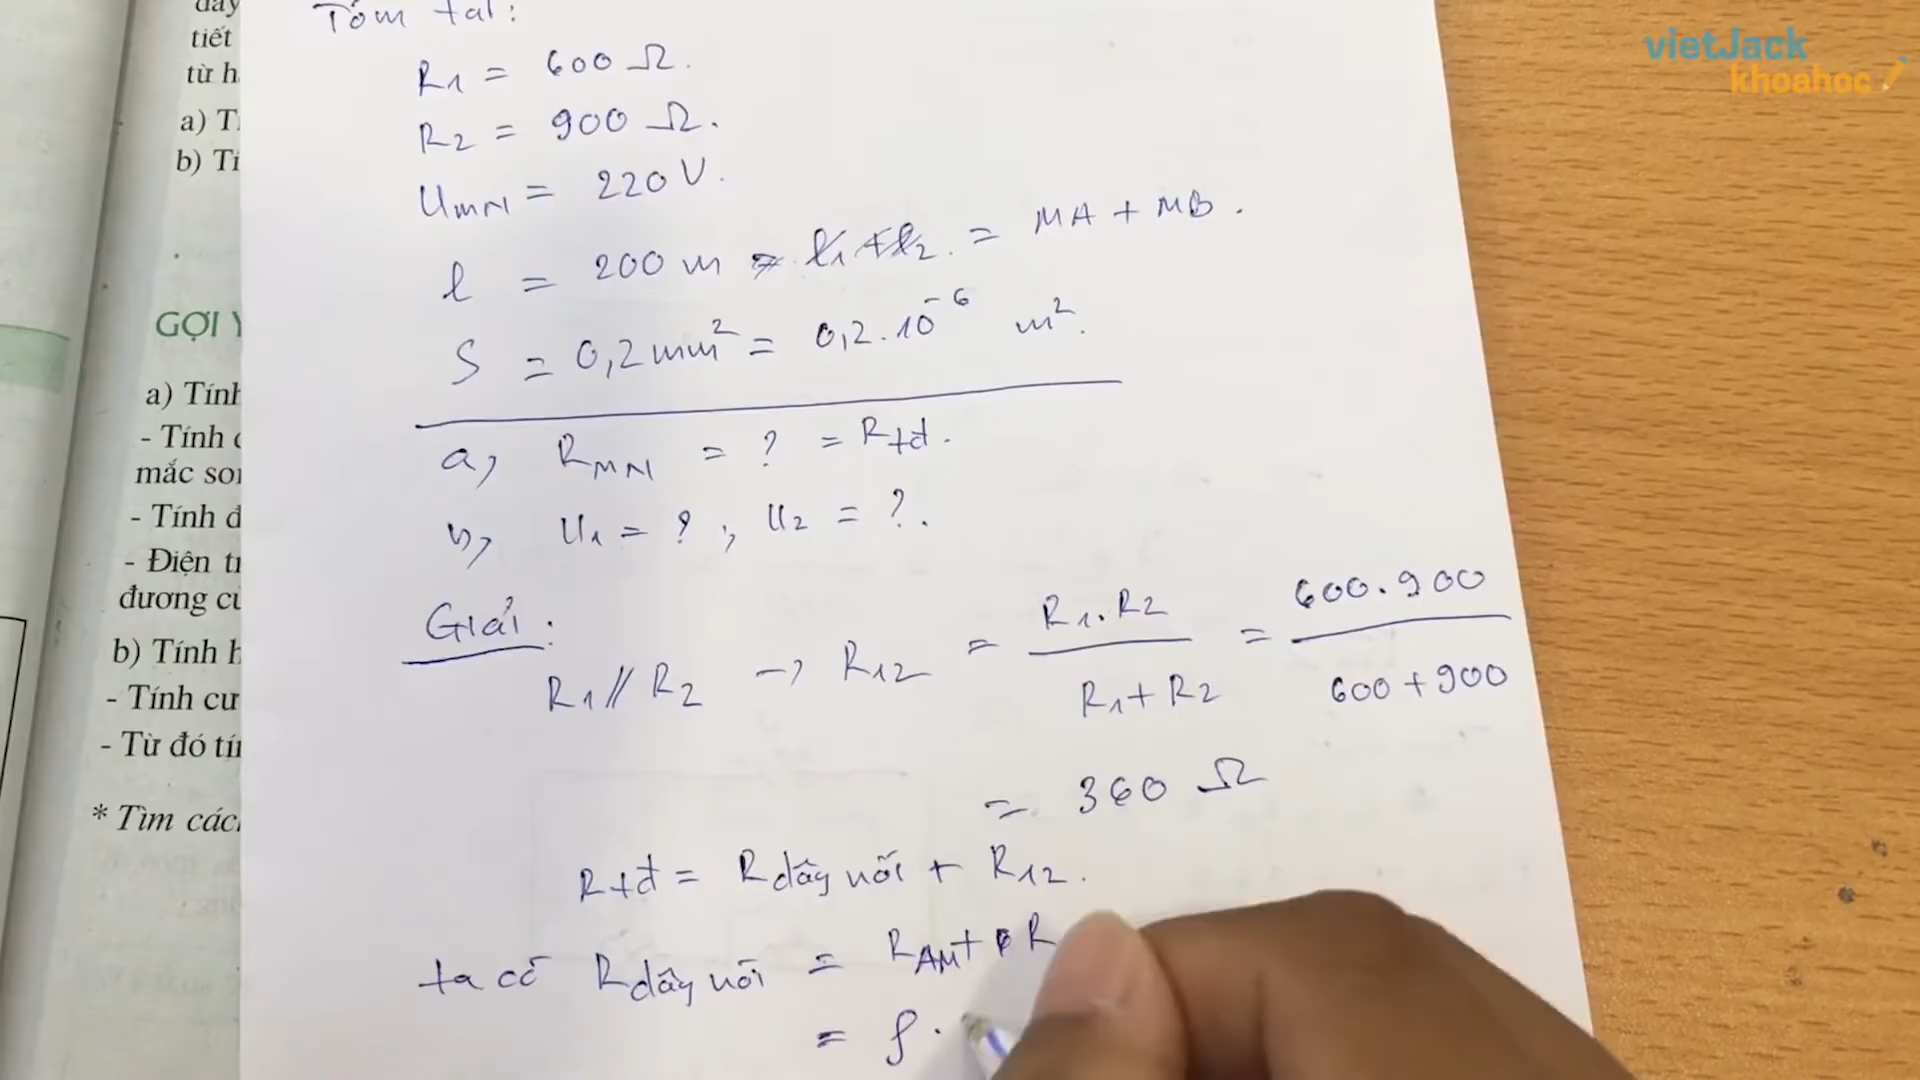 vietJack
khoahoc
dây
tiết
từ h
a) T
b) Tí
GỢI Y
a) Tính
- Tính
mắc so
- Tính đ
- Điện tr
đương củ
b) Tính h
- Tính cư
- Từ đó tí
* Tìm các
Tóm tắt:
R1 = 600 Ω.
R2 = 900 Ω.
UMN = 220 V.
l = 200 m = l1 + l2 = MA + MB.
S = 0,2 mm² = 0,2.10⁻⁶ m².
a, RMN = ? = Rtđ.
b, U1 = ? , U2 = ?.
Giải:
R1 // R2 → R12 = R1.R2 / R1 + R2 = 600.900 / 600 + 900
= 360 Ω
Rtđ = Rdây nối + R12.
ta có Rdây nối = RAM + R
= ρ .